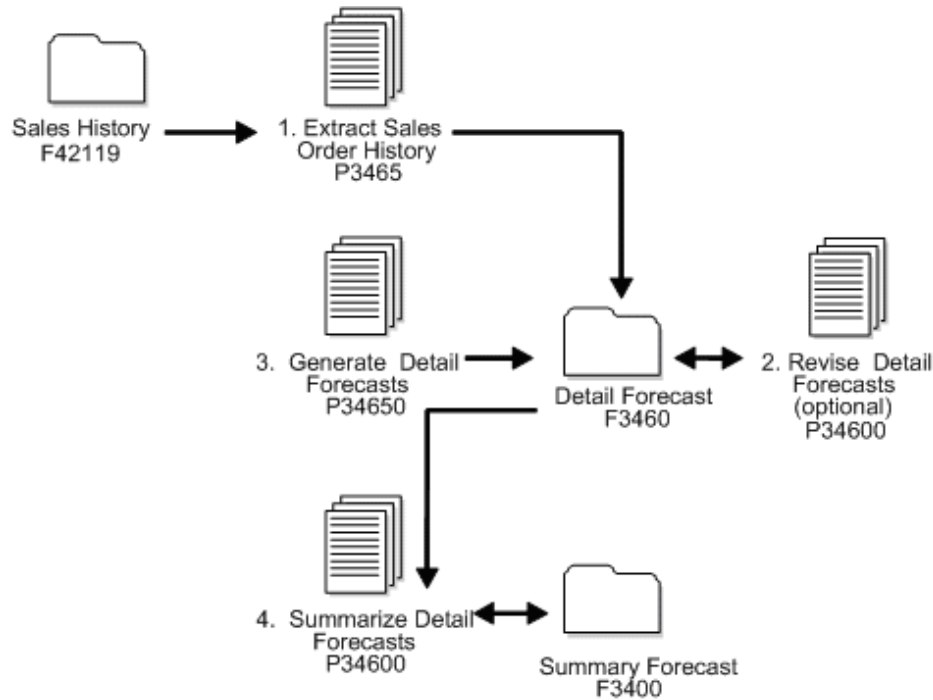 Sales History
F42119
1. Extract Sales
Order History
P3465
3. Generate Detail
Forecasts
P34650
Detail Forecast
F3460
2. Revise Detail
Forecasts
(optional)
P34600
4. Summarize Detail
Forecasts
P34600
Summary Forecast
F3400